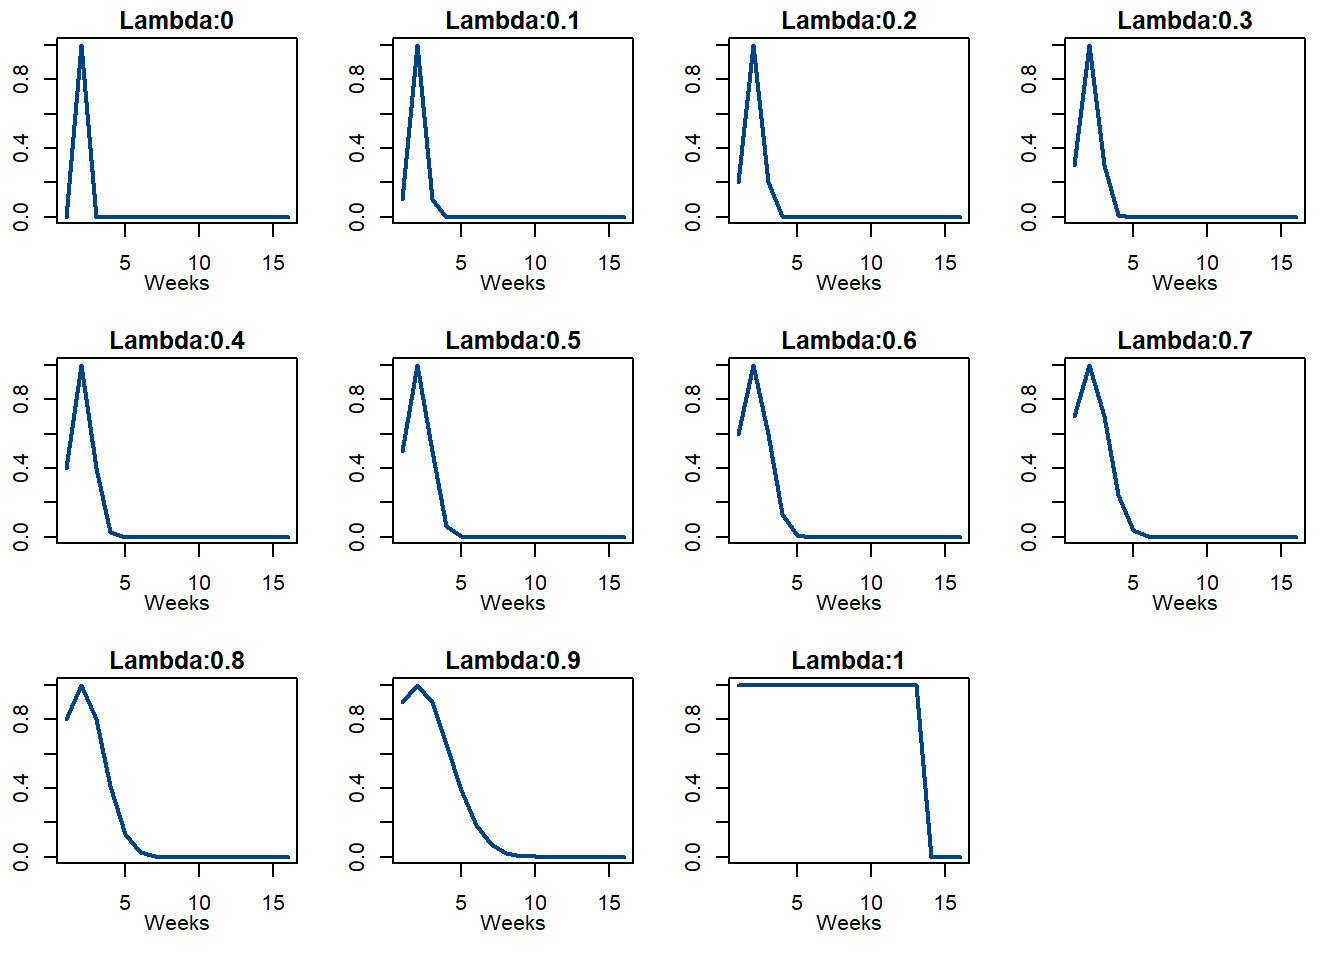 Lambda:0 Lambda:0.1 Lambda:0.2 Lambda:0.3
0.8 0.8 0.8 0.8
0.4 0.4 0.4 0.4
0.0 0.0 0.0 0.0
5 10 15 5 10 15 5 10 15 5 10 15
Weeks Weeks Weeks Weeks
Lambda:0.4 Lambda:0.5 Lambda:0.6 Lambda:0.7
0.8 0.8 0.8 0.8
0.4 0.4 0.4 0.4
0.0 0.0 0.0 0.0
5 10 15 5 10 15 5 10 15 5 10 15
Weeks Weeks Weeks Weeks
Lambda:0.8 Lambda:0.9 Lambda:1
0.8 0.8 0.8
0.4 0.4 0.4
0.0 0.0 0.0
5 10 15 5 10 15 5 10 15
Weeks Weeks Weeks